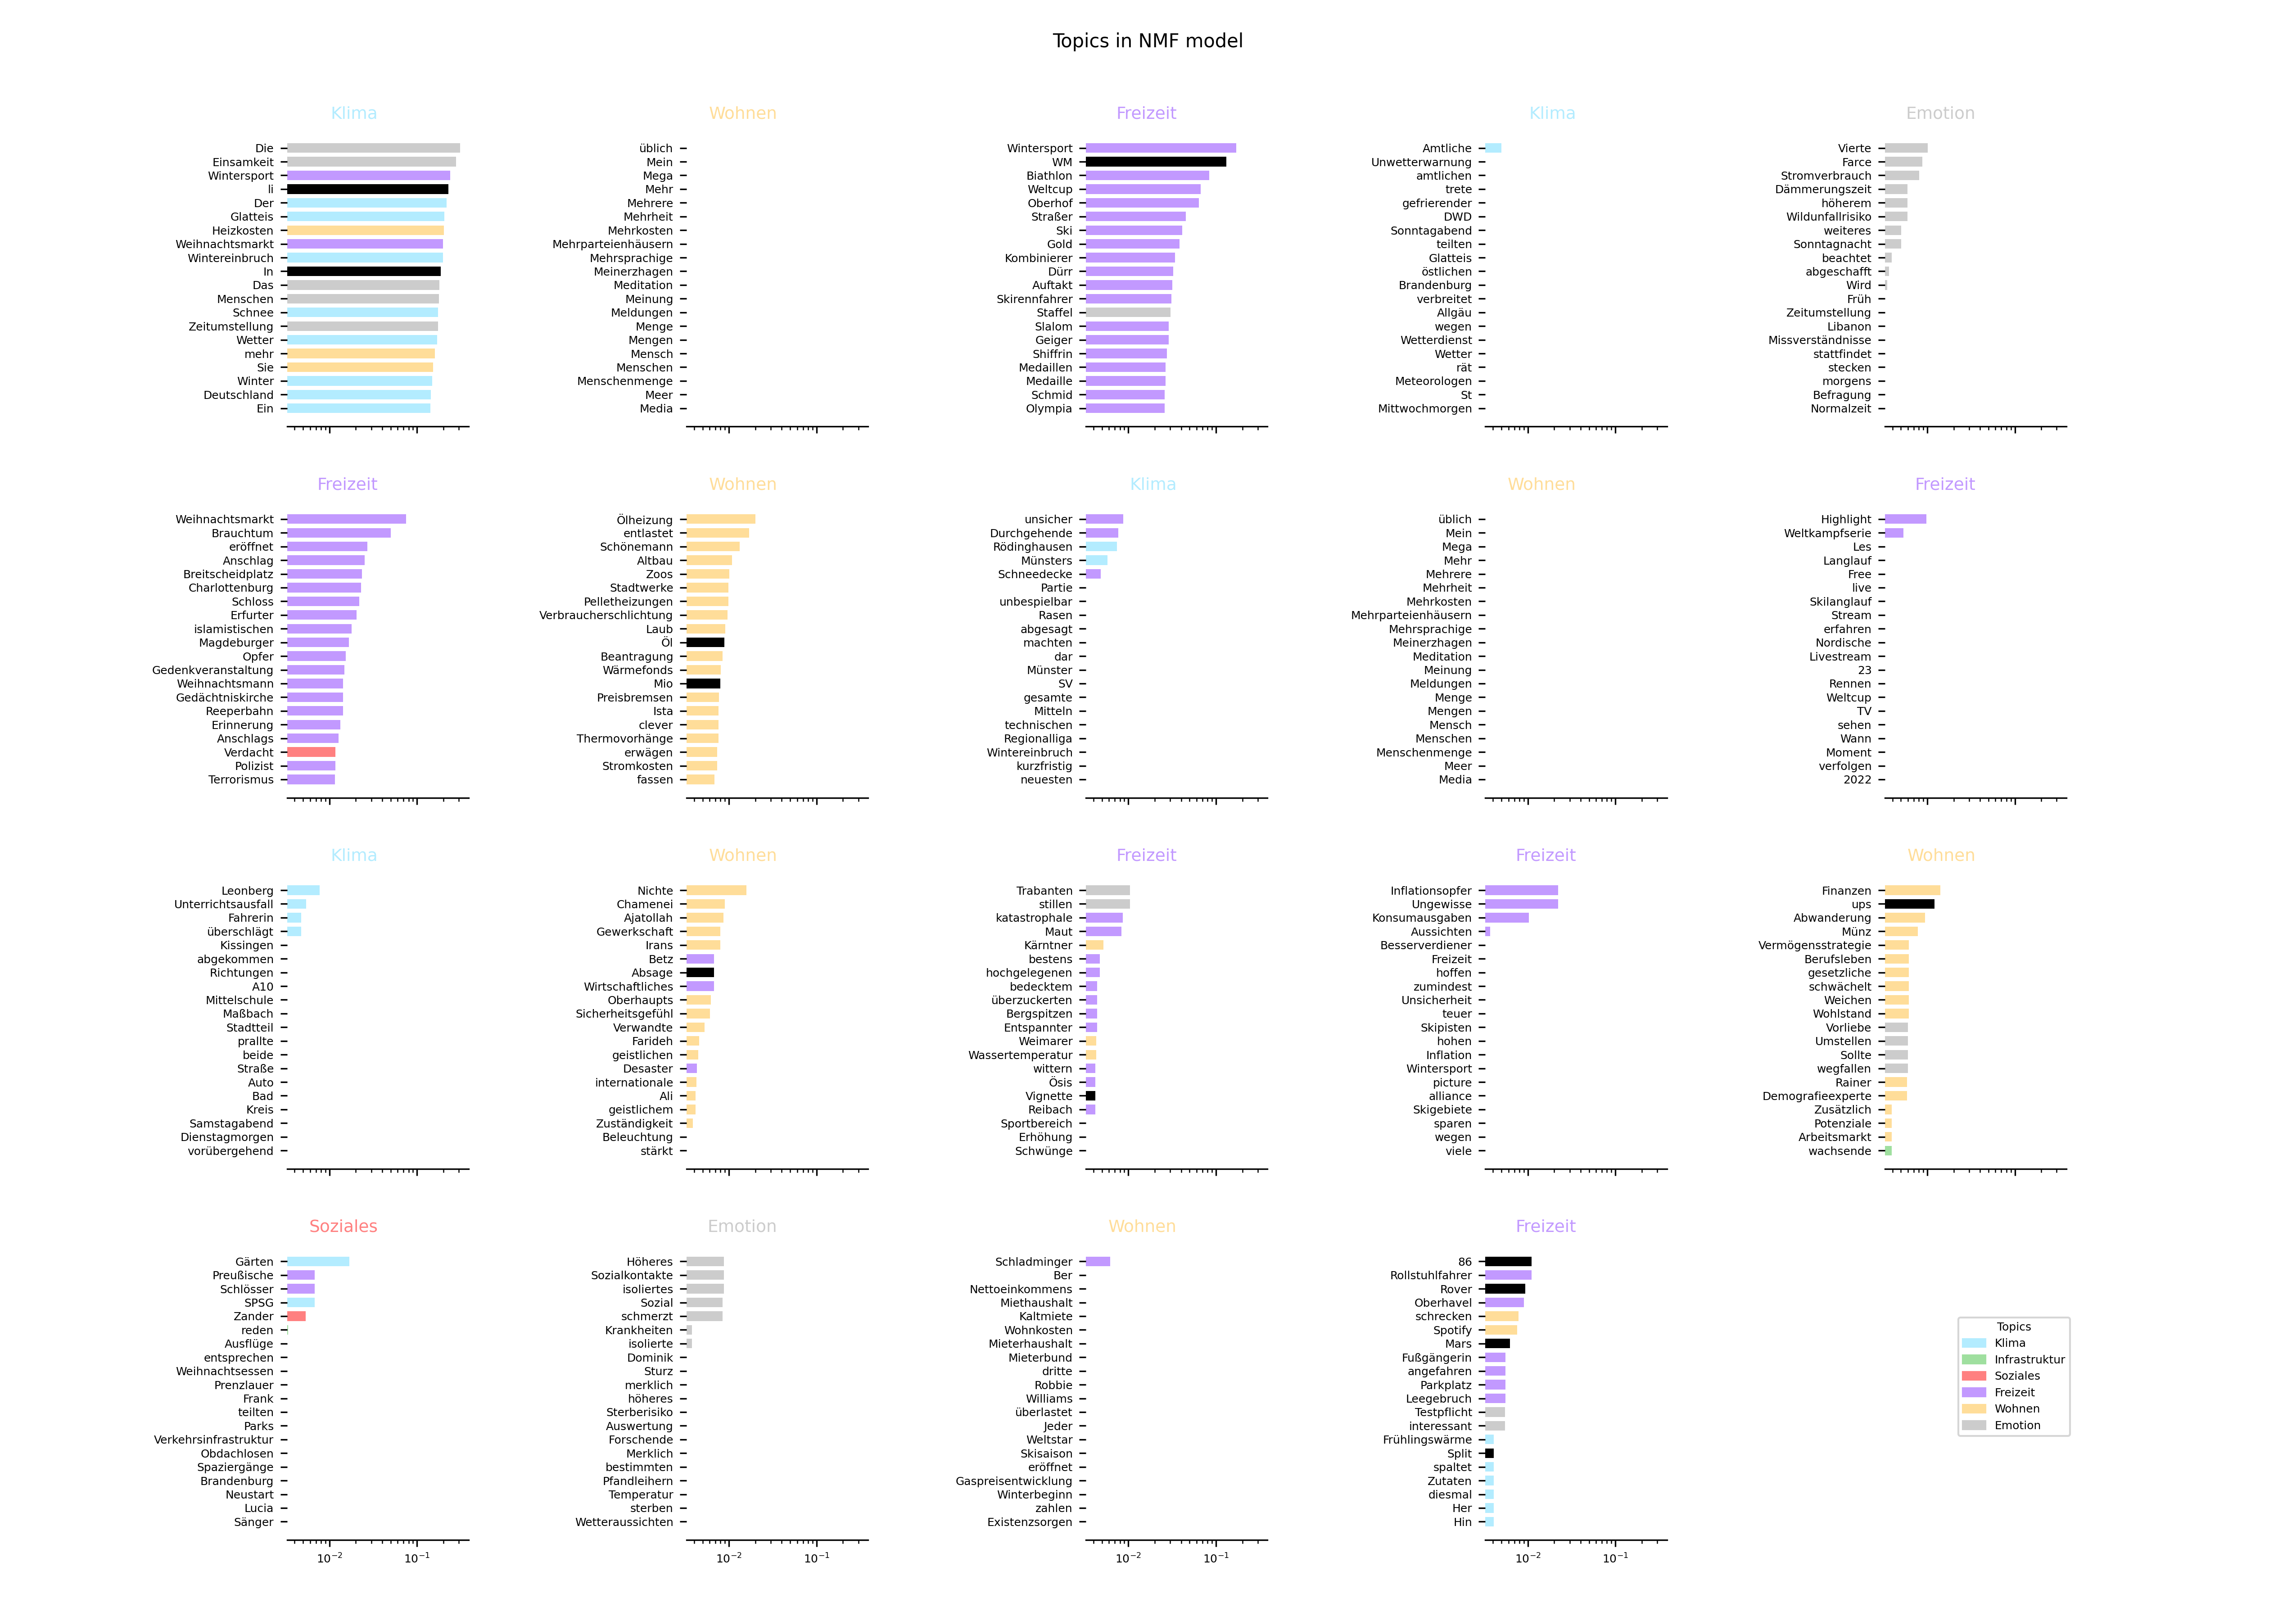 Topics in NMF model
Klima
Die
Einsamkeit
Wintersport
li
Der
Glatteis
Heizkosten
Weihnachtsmarkt
Wintereinbruch
In
Das
Menschen
Schnee
Zeitumstellung
Wetter
mehr
Sie
Winter
Deutschland
Ein
Wohnen
üblich
Mein
Mega
Mehr
Mehrere
Mehrheit
Mehrkosten
Mehrparteienhäusern
Mehrsprachige
Meinerzhagen
Meditation
Meinung
Meldungen
Menge
Mengen
Mensch
Menschen
Menschenmenge
Meer
Media
Freizeit
Wintersport
WM
Biathlon
Weltcup
Oberhof
Straßer
Ski
Gold
Kombinierer
Dürr
Auftakt
Skirennfahrer
Staffel
Slalom
Geiger
Shiffrin
Medaillen
Medaille
Schmid
Olympia
Klima
Amtliche
Unwetterwarnung
amtlichen
trete
gefrierender
DWD
Sonntagabend
teilten
Glatteis
östlichen
Brandenburg
verbreitet
Allgäu
wegen
Wetterdienst
Wetter
rät
Meteorologen
St
Mittwochmorgen
Emotion
Vierte
Farce
Stromverbrauch
Dämmerungszeit
höherem
Wildunfallrisiko
weiteres
Sonntagnacht
beachtet
abgeschafft
Wird
Früh
Zeitumstellung
Libanon
Missverständnisse
stattfindet
stecken
morgens
Befragung
Normalzeit
Freizeit
Weihnachtsmarkt
Brauchtum
eröffnet
Anschlag
Breitscheidplatz
Charlottenburg
Schloss
Erfurter
islamistischen
Magdeburger
Opfer
Gedenkveranstaltung
Weihnachtsmann
Gedächtniskirche
Reeperbahn
Erinnerung
Anschlags
Verdacht
Polizist
Terrorismus
Wohnen
Ölheizung
entlastet
Schönemann
Altbau
Zoos
Stadtwerke
Pelletheizungen
Verbraucherschlichtung
Laub
Öl
Beantragung
Wärmefonds
Mio
Preisbremsen
Ista
clever
Thermovorhänge
erwägen
Stromkosten
fassen
Klima
unsicher
Durchgehende
Rödinghausen
Münsters
Schneedecke
Partie
unbespielbar
Rasen
abgesagt
machten
dar
Münster
SV
gesamte
Mitteln
technischen
Regionalliga
Wintereinbruch
kurzfristig
neuesten
Wohnen
üblich
Mein
Mega
Mehr
Mehrere
Mehrheit
Mehrkosten
Mehrparteienhäusern
Mehrsprachige
Meinerzhagen
Meditation
Meinung
Meldungen
Menge
Mengen
Mensch
Menschen
Menschenmenge
Meer
Media
Freizeit
Highlight
Weltkampfserie
Les
Langlauf
Free
live
Skilanglauf
Stream
erfahren
Nordische
Livestream
23
Rennen
Weltcup
TV
sehen
Wann
Moment
verfolgen
2022
Klima
Leonberg
Unterrichtsausfall
Fahrerin
überschlägt
Kissingen
abgekommen
Richtungen
A10
Mittelschule
Maßbach
Stadtteil
prallte
beide
Straße
Auto
Bad
Kreis
Samstagabend
Dienstagmorgen
vorübergehend
Wohnen
Nichte
Chamenei
Ajatollah
Gewerkschaft
Irans
Betz
Absage
Wirtschaftliches
Oberhaupts
Sicherheitsgefühl
Verwandte
Farideh
geistlichen
Desaster
internationale
Ali
geistlichem
Zuständigkeit
Beleuchtung
stärkt
Freizeit
Trabanten
stillen
katastrophale
Maut
Kärntner
bestens
hochgelegenen
bedecktem
überzuckerten
Bergspitzen
Entspannter
Weimarer
Wassertemperatur
wittern
Ösis
Vignette
Reibach
Sportbereich
Erhöhung
Schwünge
Freizeit
Inflationsopfer
Ungewisse
Konsumausgaben
Aussichten
Besserverdiener
Freizeit
hoffen
zumindest
Unsicherheit
teuer
Skipisten
hohen
Inflation
Wintersport
picture
alliance
Skigebiete
sparen
wegen
viele
Wohnen
Finanzen
ups
Abwanderung
Münz
Vermögensstrategie
Berufsleben
gesetzliche
schwächelt
Weichen
Wohlstand
Vorliebe
Umstellen
Sollte
wegfallen
Rainer
Demografieexperte
Zusätzlich
Potenziale
Arbeitsmarkt
wachsende
Soziales
Gärten
Preußische
Schlösser
SPSG
Zander
reden
Ausflüge
entsprechen
Weihnachtsessen
Prenzlauer
Frank
teilten
Parks
Verkehrsinfrastruktur
Obdachlosen
Spaziergänge
Brandenburg
Neustart
Lucia
Sänger
10⁻² 10⁻¹
Emotion
Höheres
Sozialkontakte
isoliertes
Sozial
schmerzt
Krankheiten
isolierte
Dominik
Sturz
merklich
höheres
Sterberisiko
Auswertung
Forschende
Merklich
bestimmten
Pfandleihern
Temperatur
sterben
Wetteraussichten
10⁻² 10⁻¹
Wohnen
Schladminger
Ber
Nettoeinkommens
Miethaushalt
Kaltmiete
Wohnkosten
Mieterhaushalt
Mieterbund
dritte
Robbie
Williams
überlastet
Jeder
Weltstar
Skisaison
eröffnet
Gaspreisentwicklung
Winterbeginn
zahlen
Existenzsorgen
10⁻² 10⁻¹
Freizeit
86
Rollstuhlfahrer
Rover
Oberhavel
schrecken
Spotify
Mars
Fußgängerin
angefahren
Parkplatz
Leegebruch
Testpflicht
interessant
Frühlingswärme
Split
spaltet
Zutaten
diesmal
Her
Hin
10⁻² 10⁻¹
Topics
Klima
Infrastruktur
Soziales
Freizeit
Wohnen
Emotion